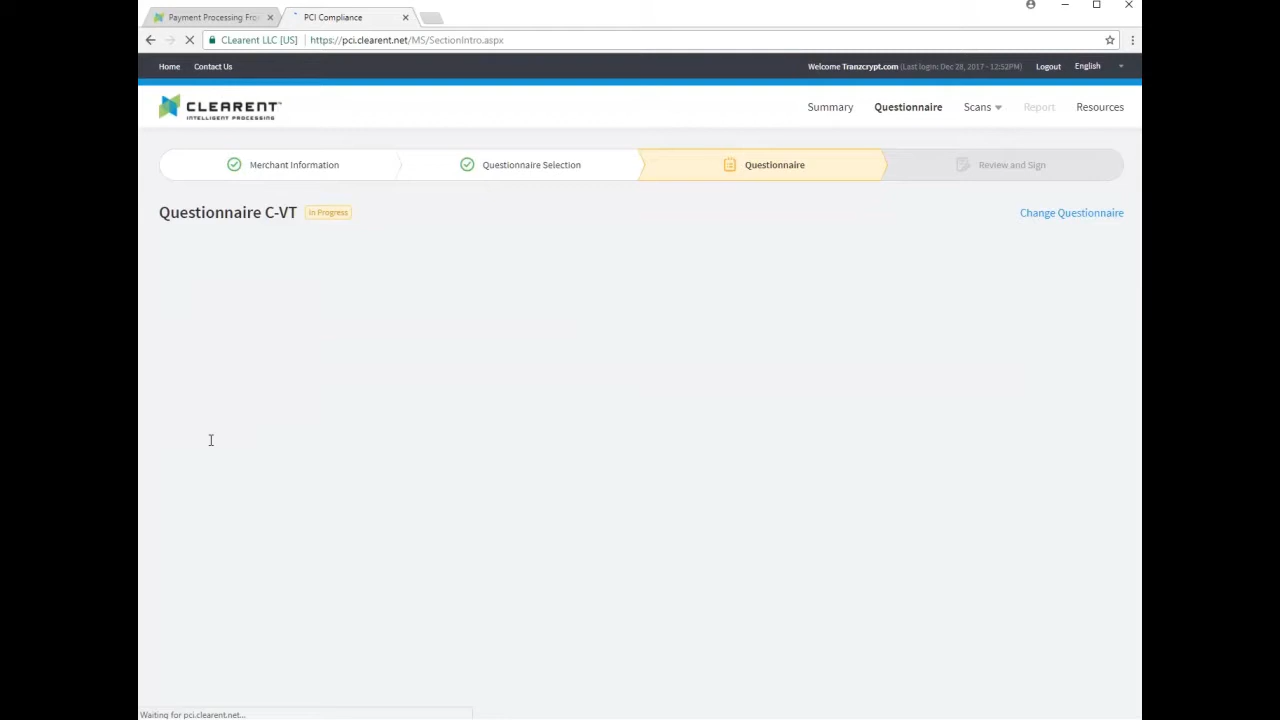 Payment Processing Fro
PCI Compliance
CLearent LLC [US] https://pci.clearent.net/MS/SectionIntro.aspx
Home Contact Us Welcome Tranzcrypt.com (Last login: Dec 28, 2017 - 12:52PM) Logout English
CLEARENT
INTELLIGENT PROCESSING
Summary Questionnaire Scans Report Resources
Merchant Information Questionnaire Selection Questionnaire Review and Sign
Questionnaire C-VT In Progress Change Questionnaire
Waiting for pci.clearent.net...